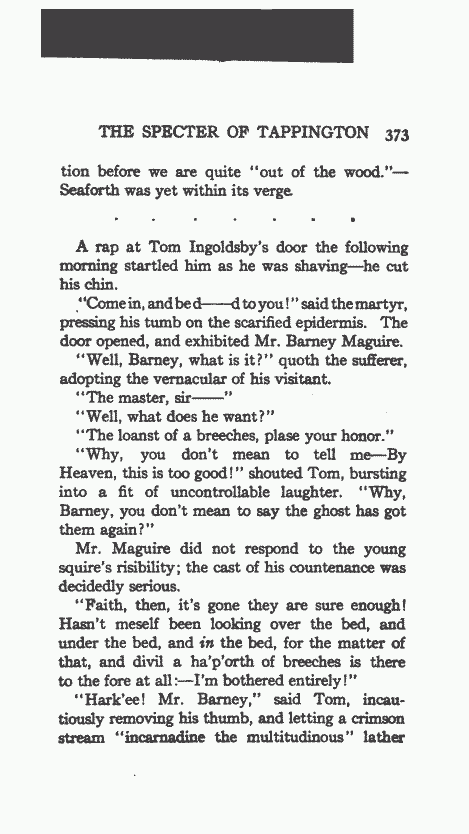 THE SPECTER OF TAPPINGTON 373
tion before we are quite "out of the wood."—
Seaforth was yet within its verge
. . . . . . .
A rap at Tom Ingoldsby's door the following
morning startled him as he was shaving—he cut
his chin.
"Come in, and be d——d to you!" said the martyr,
pressing his tumb on the scarified epidermis. The
door opened, and exhibited Mr. Barney Maguire.
"Well, Barney, what is it?" quoth the sufferer,
adopting the vernacular of his visitant.
"The master, sir——"
"Well, what does he want?"
"The loanst of a breeches, plase your honor."
"Why, you don't mean to tell me—By
Heaven, this is too good!" shouted Tom, bursting
into a fit of uncontrollable laughter. "Why,
Barney, you don't mean to say the ghost has got
them again?"
Mr. Maguire did not respond to the young
squire's risibility; the cast of his countenance was
decidedly serious.
"Faith, then, it's gone they are sure enough!
Hasn't meself been looking over the bed, and
under the bed, and in the bed, for the matter of
that, and divil a ha'p'orth of breeches is there
to the fore at all:—I'm bothered entirely!"
"Hark'ee! Mr. Barney," said Tom, incau-
tiously removing his thumb, and letting a crimson
stream "incarnadine the multitudinous" lather